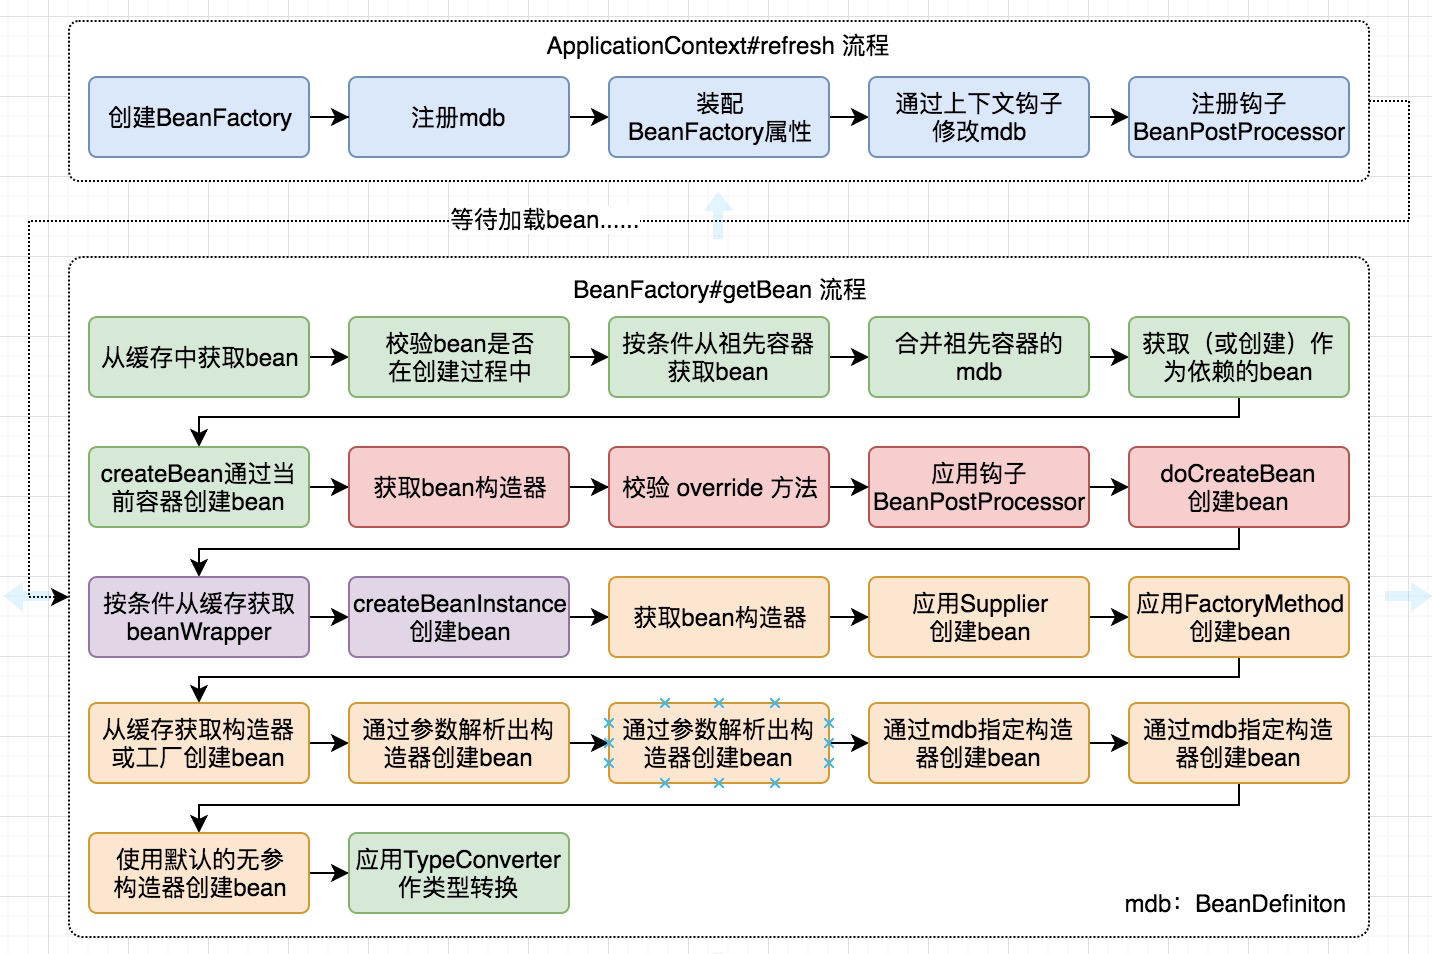 ApplicationContext#refresh 流程
创建BeanFactory
注册mdb
装配
BeanFactory属性
通过上下文钩子
修改mdb
注册钩子
BeanPostProcessor
等待加载bean......
BeanFactory#getBean 流程
从缓存中获取bean
校验bean是否
在创建过程中
按条件从祖先容器
获取bean
合并祖先容器的
mdb
获取（或创建）作
为依赖的bean
createBean通过当
前容器创建bean
获取bean构造器
校验 override 方法
应用钩子
BeanPostProcessor
doCreateBean
创建bean
按条件从缓存获取
beanWrapper
createBeanInstance
创建bean
获取bean构造器
应用Supplier
创建bean
应用FactoryMethod
创建bean
从缓存获取构造器
或工厂创建bean
通过参数解析出构
造器创建bean
通过参数解析出构
造器创建bean
通过mdb指定构造
器创建bean
通过mdb指定构造
器创建bean
使用默认的无参
构造器创建bean
应用TypeConverter
作类型转换
mdb：BeanDefiniton